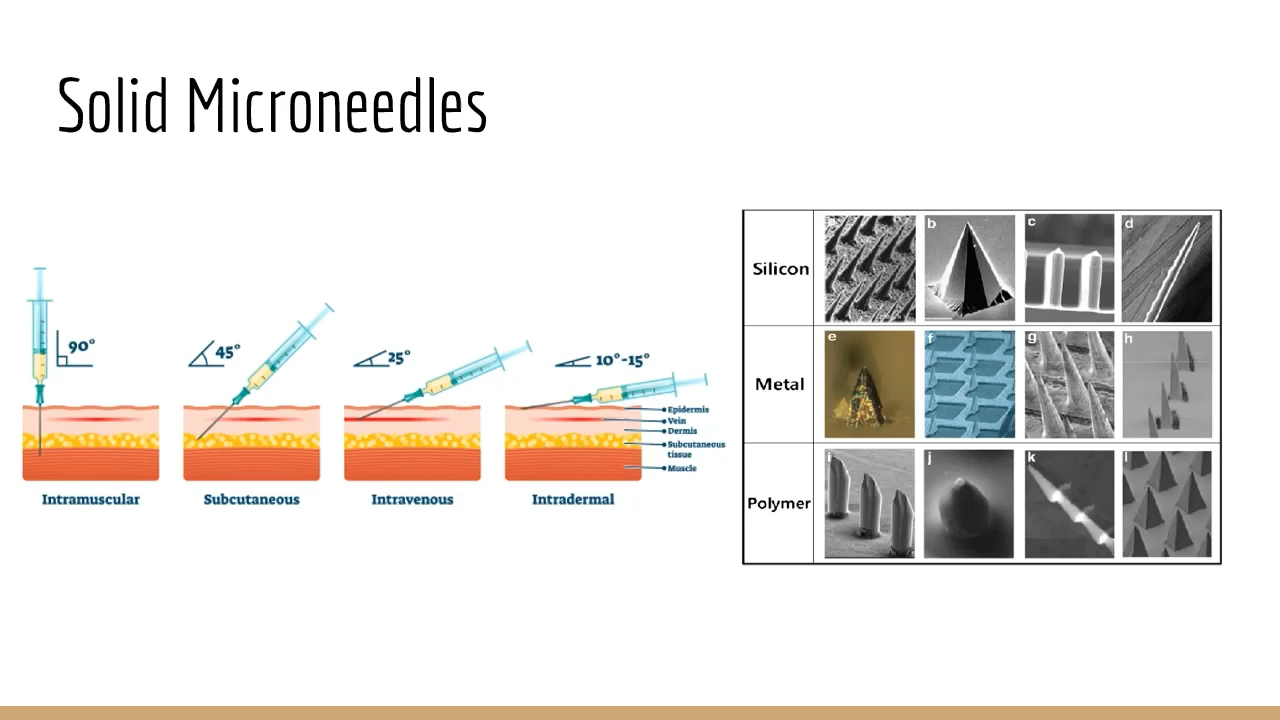 Solid Microneedles
90°
45°
25°
10°-15°
Epidermis
Vein
Dermis
Subcutaneous
tissue
Muscle
Intramuscular
Subcutaneous
Intravenous
Intradermal
Silicon
a b c d
Metal
e f g h
Polymer
i j k l